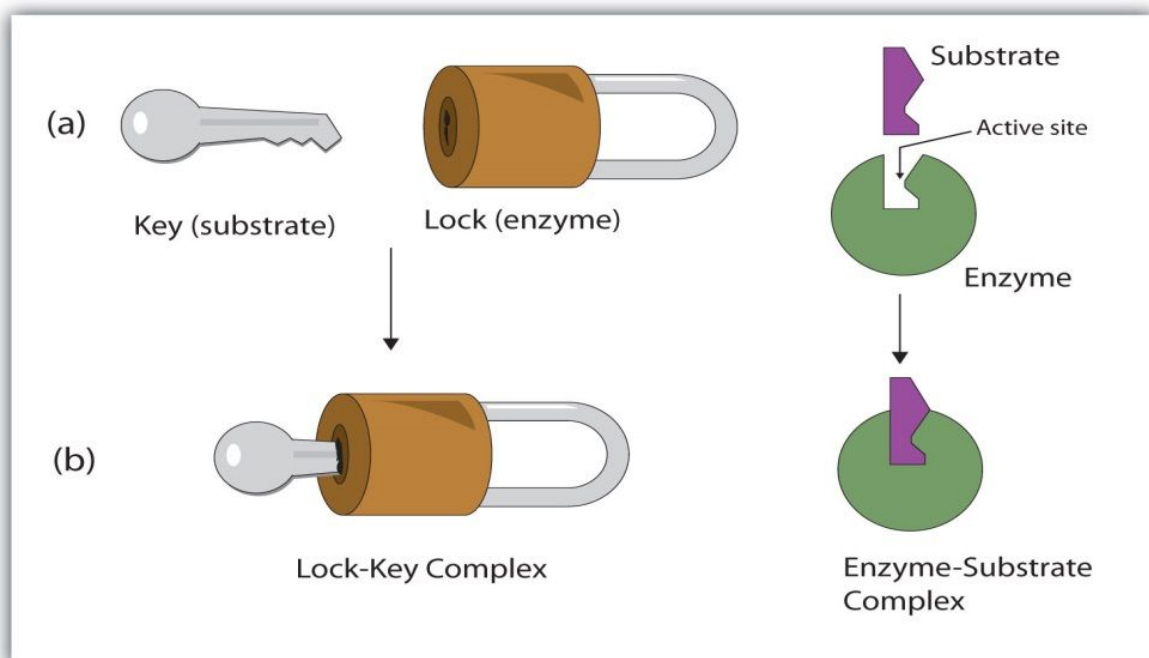 (a)
Key (substrate)
Lock (enzyme)
Substrate
Active site
Enzyme
(b)
Lock-Key Complex
Enzyme-Substrate
Complex